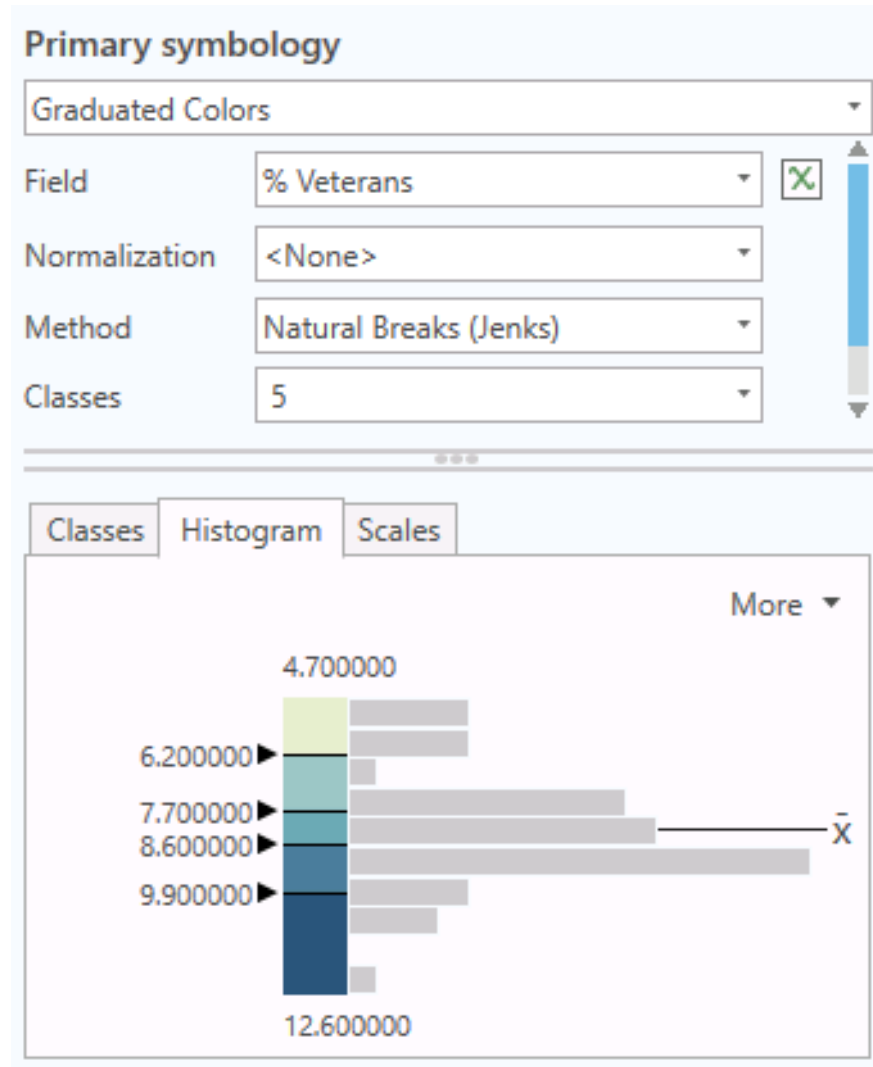 Primary symbology
Graduated Colors
Field % Veterans
Normalization <None>
Method Natural Breaks (Jenks)
Classes 5
Classes Histogram Scales
More
4.700000
6.200000
7.700000
8.600000
x̄
9.900000
12.600000